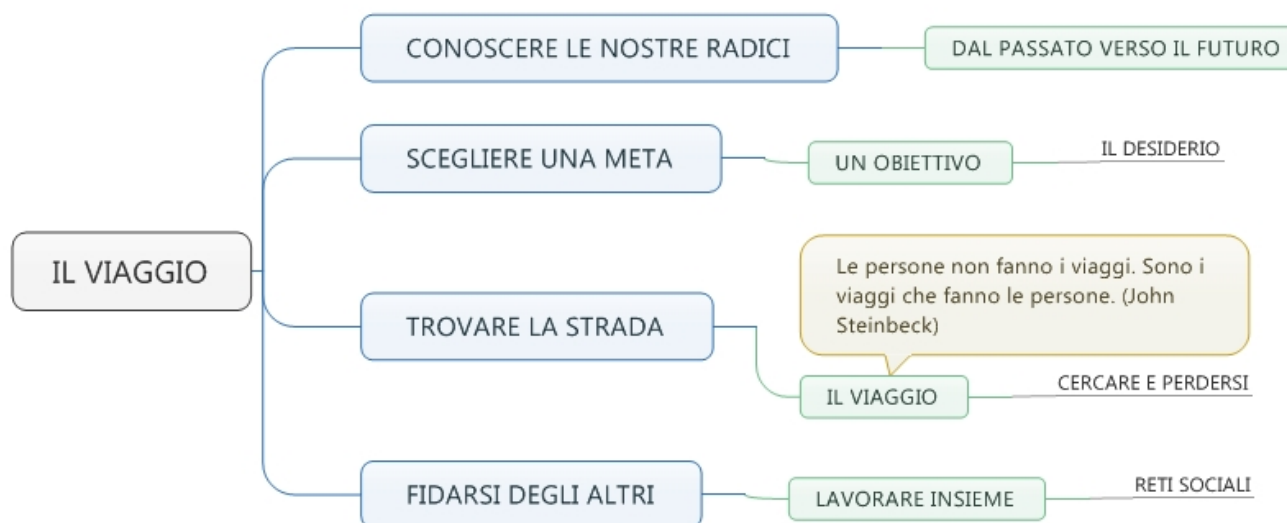 CONOSCERE LE NOSTRE RADICI
DAL PASSATO VERSO IL FUTURO
SCEGLIERE UNA META
UN OBIETTIVO
IL DESIDERIO
IL VIAGGIO
Le persone non fanno i viaggi. Sono i
viaggi che fanno le persone. (John
Steinbeck)
TROVARE LA STRADA
IL VIAGGIO
CERCARE E PERDERSI
FIDARSI DEGLI ALTRI
LAVORARE INSIEME
RETI SOCIALI